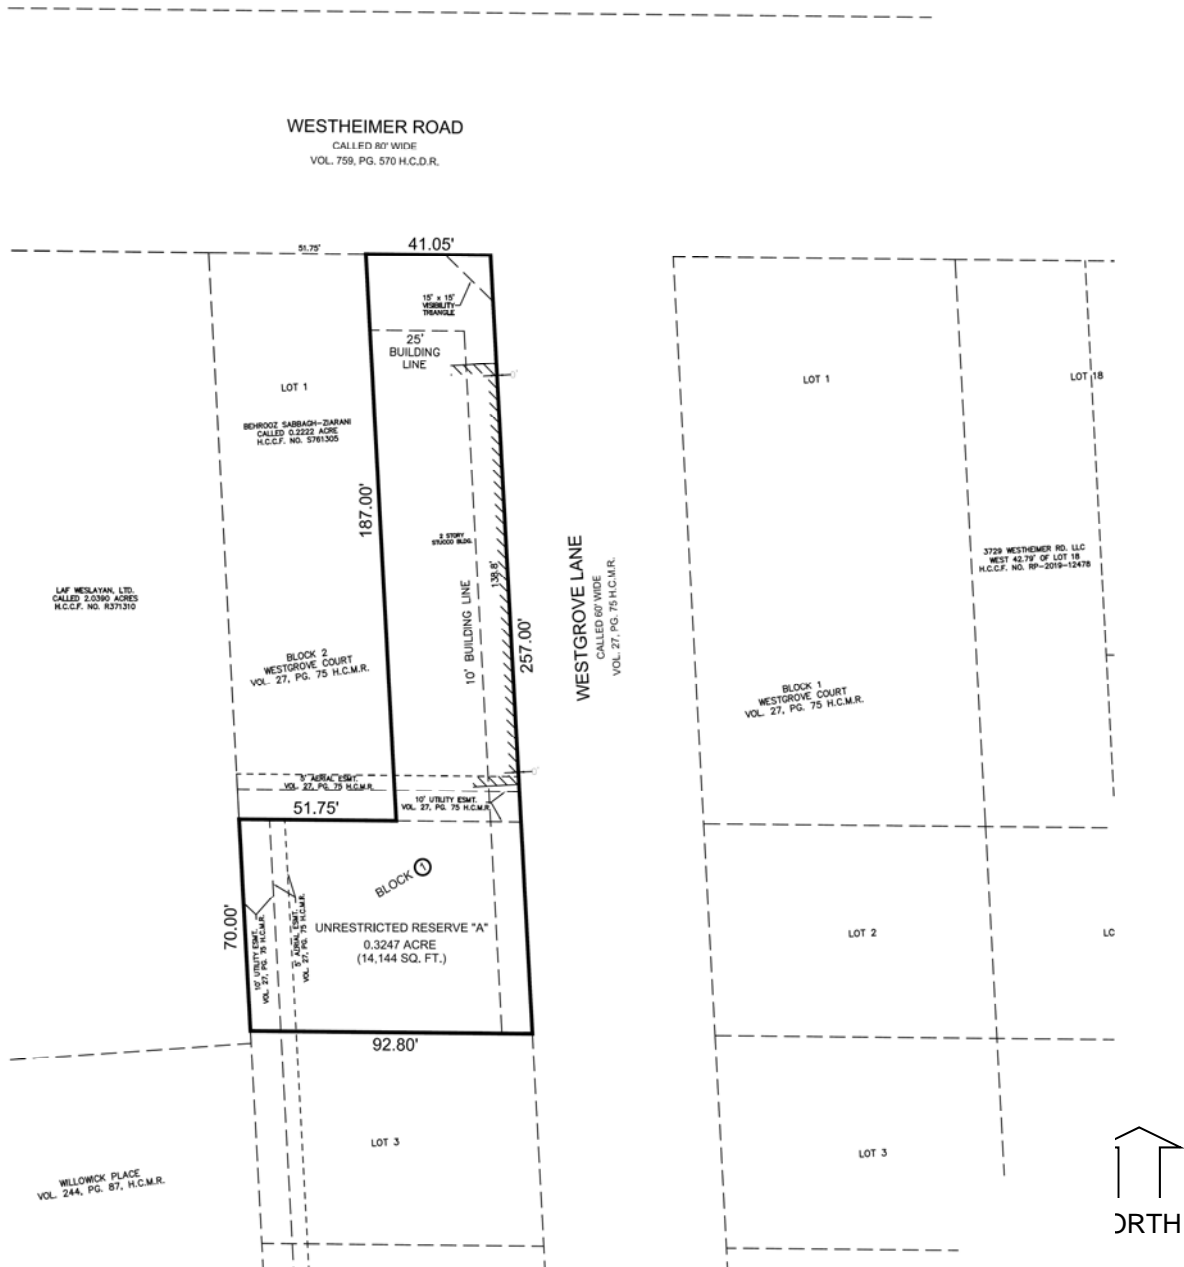 WESTHEIMER ROAD
CALLED 80' WIDE
VOL. 759, PG. 570 H.C.D.R.
51.75'
41.05'
15' x 15'
VISIBILITY
TRIANGLE
25'
BUILDING
LINE
0'
LOT 1
BEHROOZ SABBAGH-ZIARANI
CALLED 0.2222 ACRE
H.C.C.F. NO. S761305
LOT 1
LOT 18
187.00'
2 STORY
STUCCO BLDG.
138.8'
10' BUILDING LINE
257.00'
WESTGROVE LANE
CALLED 60' WIDE
VOL. 27, PG. 75 H.C.M.R.
3729 WESTHEIMER RD. LLC
WEST 42.79' OF LOT 18
H.C.C.F. NO. RP-2019-12478
LAF WESLAYAN, LTD.
CALLED 2.0390 ACRES
H.C.C.F. NO. R371310
BLOCK 2
WESTGROVE COURT
VOL. 27, PG. 75 H.C.M.R.
BLOCK 1
WESTGROVE COURT
VOL. 27, PG. 75 H.C.M.R.
0'
5' AERIAL ESMT.
VOL. 27, PG. 75 H.C.M.R.
51.75'
10' UTILITY ESMT.
VOL. 27, PG. 75 H.C.M.R.
BLOCK 1
70.00'
10' UTILITY ESMT.
VOL. 27, PG. 75 H.C.M.R.
5' AERIAL ESMT.
VOL. 27, PG. 75 H.C.M.R.
UNRESTRICTED RESERVE "A"
0.3247 ACRE
(14,144 SQ. FT.)
LOT 2
LC
92.80'
LOT 3
LOT 3
WILLOWICK PLACE
VOL. 244, PG. 87, H.C.M.R.
ORTH